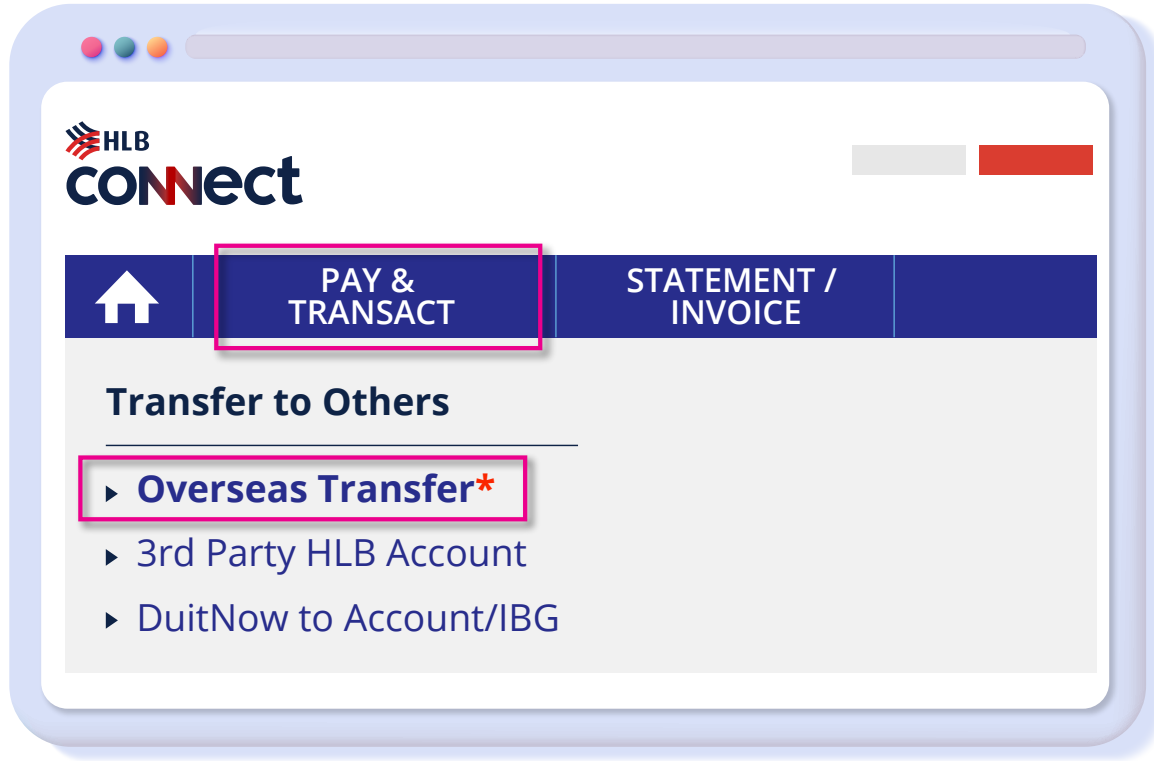 HLB
connect
PAY &
TRANSACT
STATEMENT /
INVOICE
Transfer to Others
Overseas Transfer*
3rd Party HLB Account
DuitNow to Account/IBG